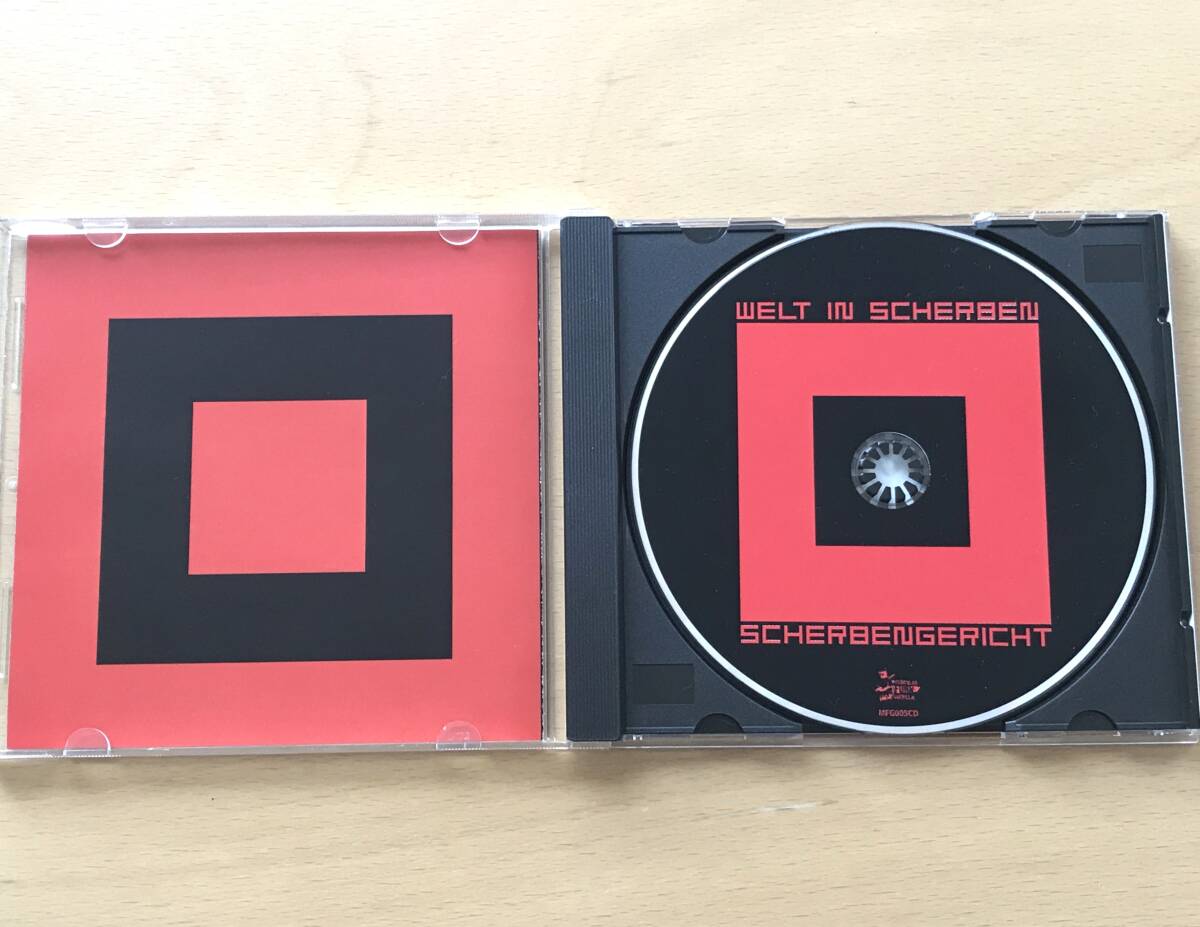 WELT IN SCHERBEN
SCHERBENGERICHT
MFG005CD